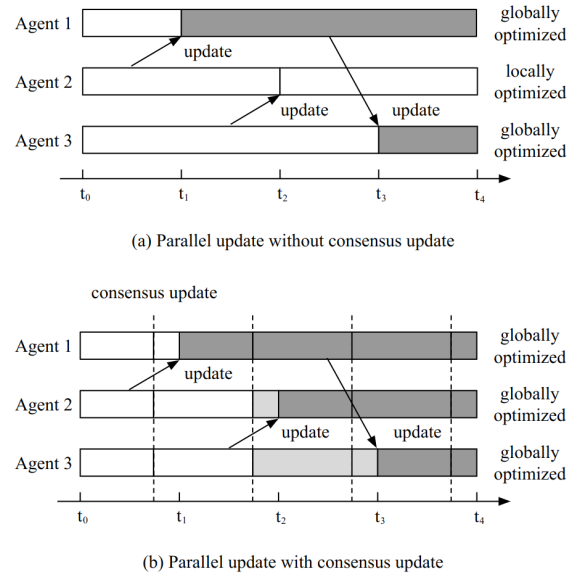 Agent 1
globally
optimized
update
Agent 2
locally
optimized
update
update
Agent 3
globally
optimized
t0
t1
t2
t3
t4
(a) Parallel update without consensus update
consensus update
Agent 1
globally
optimized
update
Agent 2
globally
optimized
update
update
Agent 3
globally
optimized
t0
t1
t2
t3
t4
(b) Parallel update with consensus update